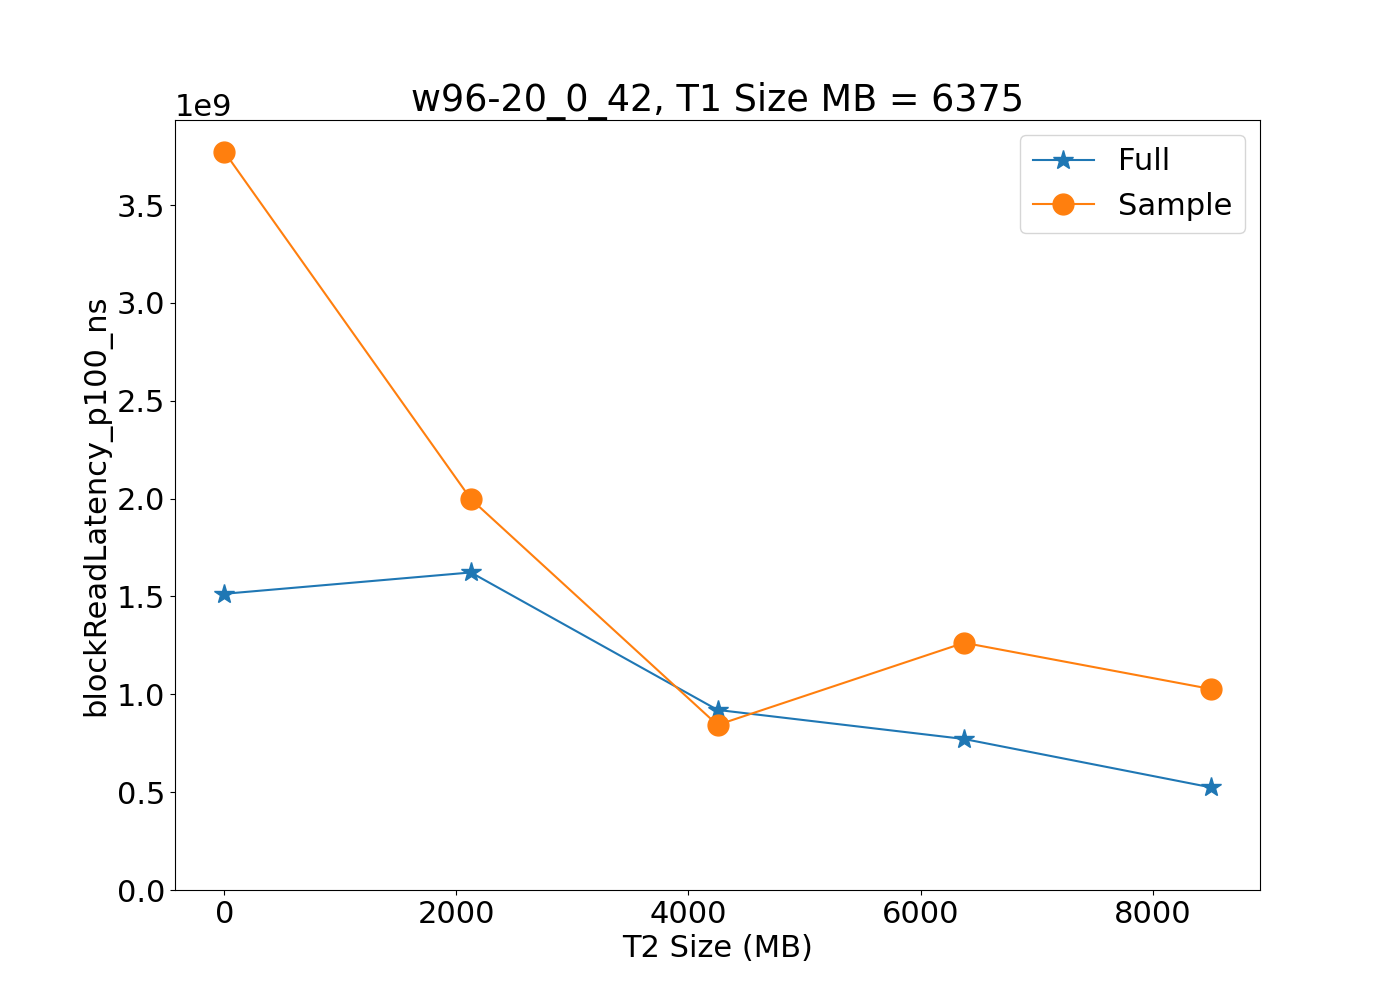 w96-20_0_42, T1 Size MB = 6375
1e9
Full
Sample
3.5
3.0
2.5
2.0
1.5
1.0
0.5
0.0
blockReadLatency_p100_ns
0 2000 4000 6000 8000
T2 Size (MB)